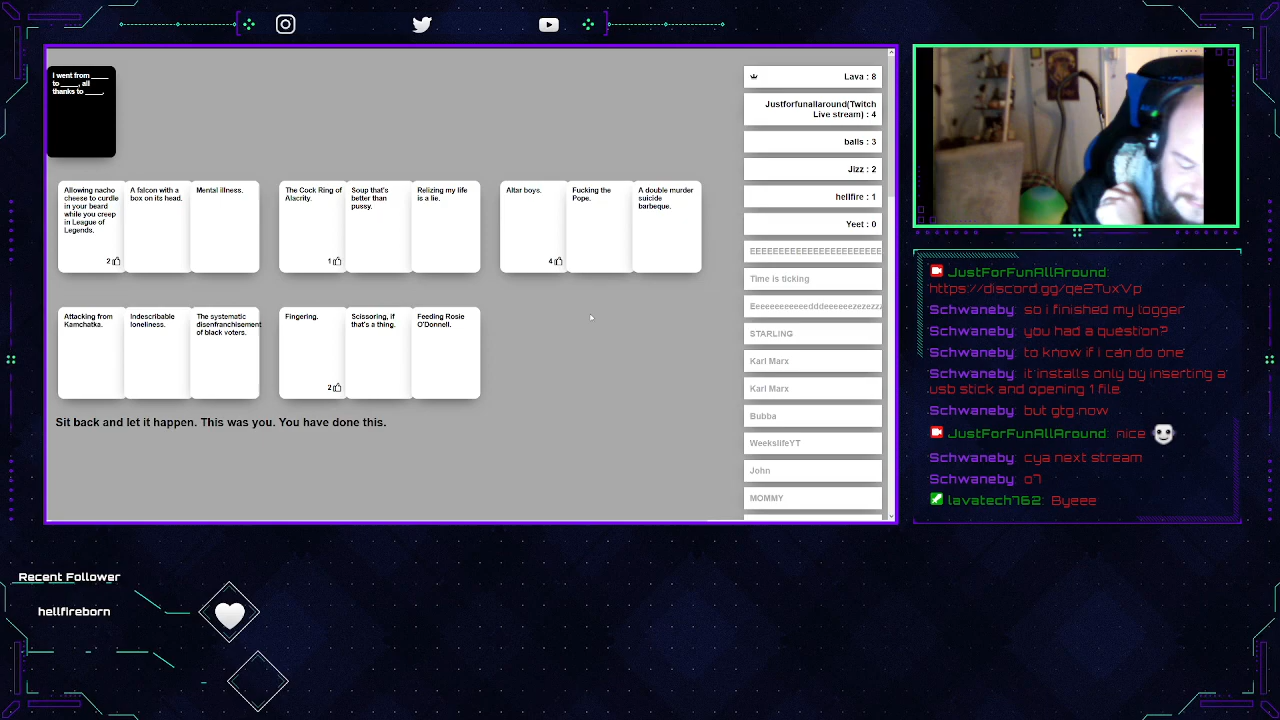 I went from _____
to _____, all
thanks to _____.
Allowing nacho
cheese to curdle
in your beard
while you creep
in League of
Legends.
2
A falcon with a
box on its head.
Mental illness.
The Cock Ring of
Alacrity.
1
Soup that's
better than
pussy.
Relizing my life
is a lie.
Altar boys.
4
Fucking the
Pope.
A double murder
suicide
barbeque.
Attacking from
Kamchatka.
Indescribable
loneliness.
The systematic
disenfranchisement
of black voters.
Fingering.
2
Scissoring, if
that's a thing.
Feeding Rosie
O'Donnell.
Sit back and let it happen. This was you. You have done this.
Lava : 8
Justforfunallaround(Twitch
Live stream) : 4
balls : 3
Jizz : 2
hellfire : 1
Yeet : 0
EEEEEEEEEEEEEEEEEEEEEEE
Time is ticking
Eeeeeeeeeeedddeeeeeezezezz
STARLING
Karl Marx
Karl Marx
Bubba
WeekslifeYT
John
MOMMY
JustForFunAllAround:
https://discord.gg/qe2TuxVp
Schwaneby: so i finished my logger
Schwaneby: you had a question?
Schwaneby: to know if I can do one
Schwaneby: it installs only by inserting a
usb stick and opening 1 file
Schwaneby: but gtg now
JustForFunAllAround: nice
Schwaneby: cya next stream
Schwaneby: o7
lavatech762: Byeee
Recent Follower
hellfireborn